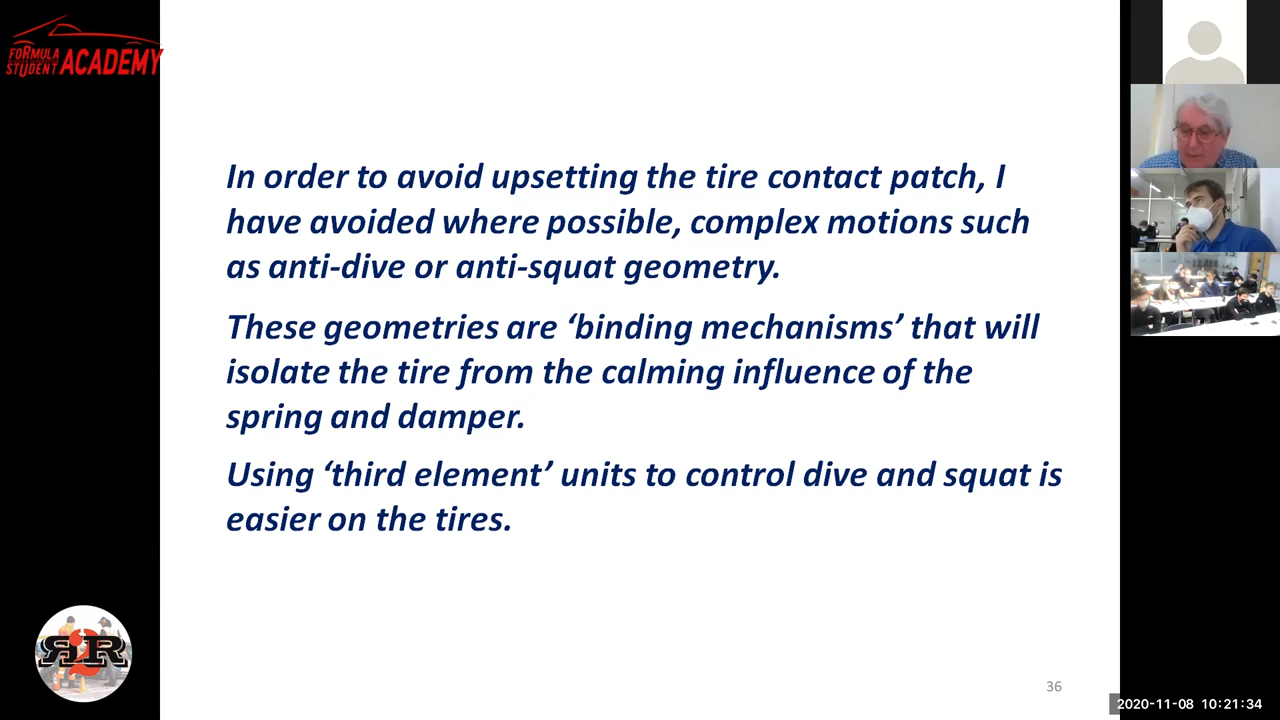 FORMULA
STUDENT ACADEMY
In order to avoid upsetting the tire contact patch, I
have avoided where possible, complex motions such
as anti-dive or anti-squat geometry.
These geometries are ‘binding mechanisms’ that will
isolate the tire from the calming influence of the
spring and damper.
Using ‘third element’ units to control dive and squat is
easier on the tires.
R2R
36
2020-11-08 10:21:34